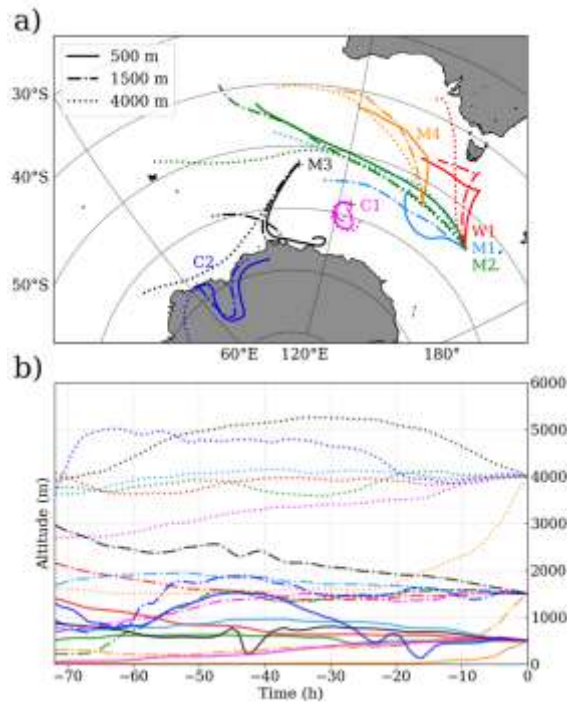 a)
500 m
1500 m
4000 m
30°S
40°S
50°S
M4
M3
C1
C2
W1
M1
M2
60°E 120°E 180°
b)
6000
5000
4000
3000
2000
1000
0
Altitude (m)
−70 −60 −50 −40 −30 −20 −10 0
Time (h)